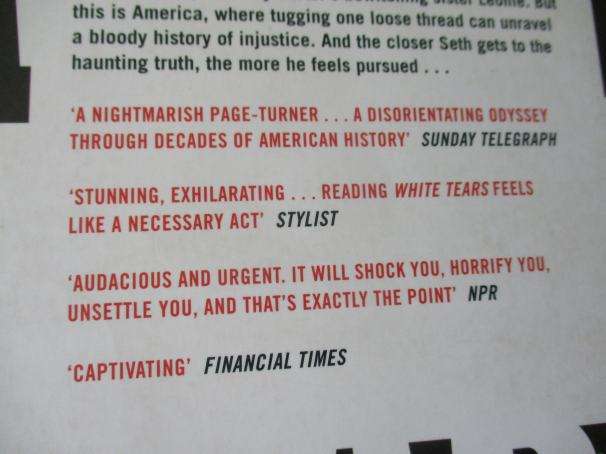 sister Leonie. But
this is America, where tugging one loose thread can unravel
a bloody history of injustice. And the closer Seth gets to the
haunting truth, the more he feels pursued . . .
‘A NIGHTMARISH PAGE-TURNER . . . A DISORIENTATING ODYSSEY
THROUGH DECADES OF AMERICAN HISTORY’ SUNDAY TELEGRAPH
‘STUNNING, EXHILARATING . . . READING WHITE TEARS FEELS
LIKE A NECESSARY ACT’ STYLIST
‘AUDACIOUS AND URGENT. IT WILL SHOCK YOU, HORRIFY YOU,
UNSETTLE YOU, AND THAT’S EXACTLY THE POINT’ NPR
‘CAPTIVATING’ FINANCIAL TIMES